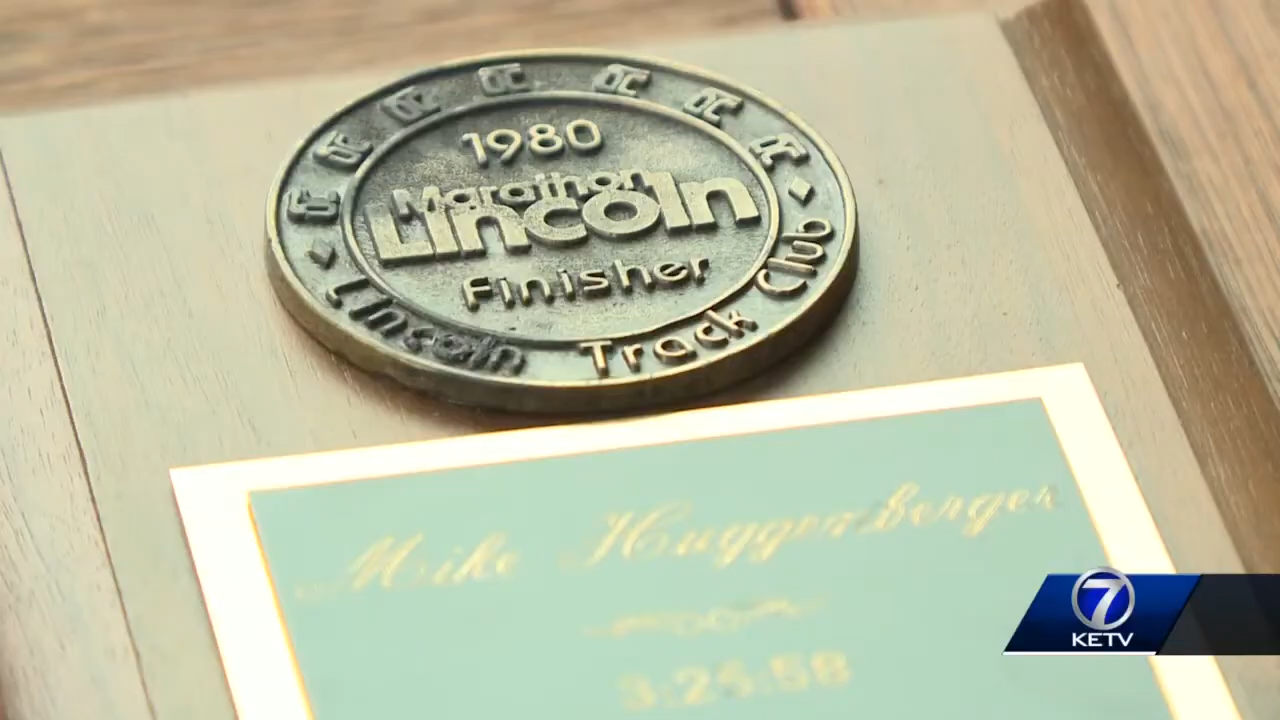 1980
Marathon
Lincoln
Finisher
Lincoln Track Club
Mike Huggenberger
3:25:58
7
KETV